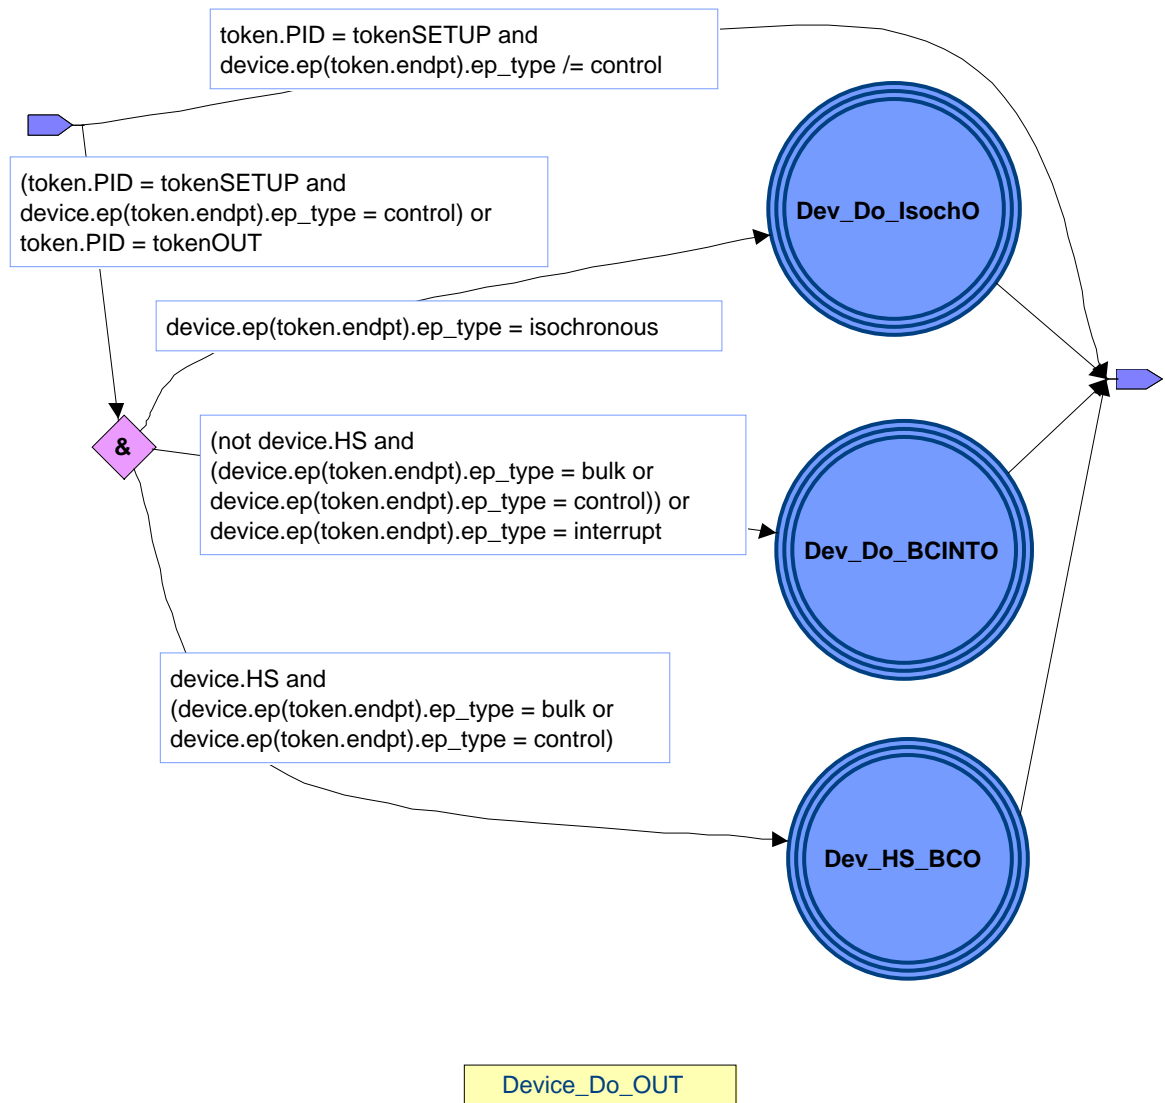 token.PID = tokenSETUP and
device.ep(token.endpt).ep_type /= control
(token.PID = tokenSETUP and
device.ep(token.endpt).ep_type = control) or
token.PID = tokenOUT
Dev_Do_IsochO
device.ep(token.endpt).ep_type = isochronous
&
(not device.HS and
(device.ep(token.endpt).ep_type = bulk or
device.ep(token.endpt).ep_type = control)) or
device.ep(token.endpt).ep_type = interrupt
Dev_Do_BCINTO
device.HS and
(device.ep(token.endpt).ep_type = bulk or
device.ep(token.endpt).ep_type = control)
Dev_HS_BCO
Device_Do_OUT